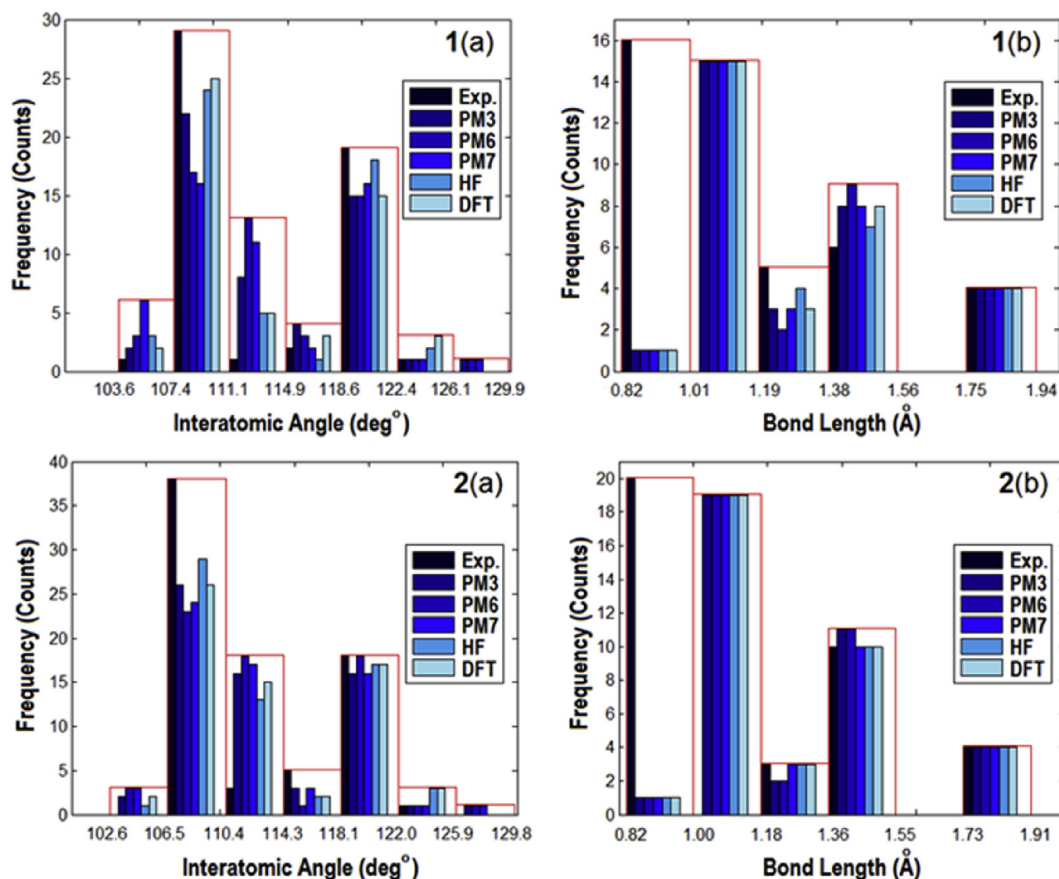 1(a)
Frequency (Counts)
30
25
20
15
10
5
0
Exp.
PM3
PM6
PM7
HF
DFT
103.6 107.4 111.1 114.9 118.6 122.4 126.1 129.9
Interatomic Angle (deg°)
1(b)
Frequency (Counts)
16
14
12
10
8
6
4
2
0
Exp.
PM3
PM6
PM7
HF
DFT
0.82 1.01 1.19 1.38 1.56 1.75 1.94
Bond Length (Å)
2(a)
Frequency (Counts)
40
35
30
25
20
15
10
5
0
Exp.
PM3
PM6
PM7
HF
DFT
102.6 106.5 110.4 114.3 118.1 122.0 125.9 129.8
Interatomic Angle (deg°)
2(b)
Frequency (Counts)
20
18
16
14
12
10
8
6
4
2
0
Exp.
PM3
PM6
PM7
HF
DFT
0.82 1.00 1.18 1.36 1.55 1.73 1.91
Bond Length (Å)